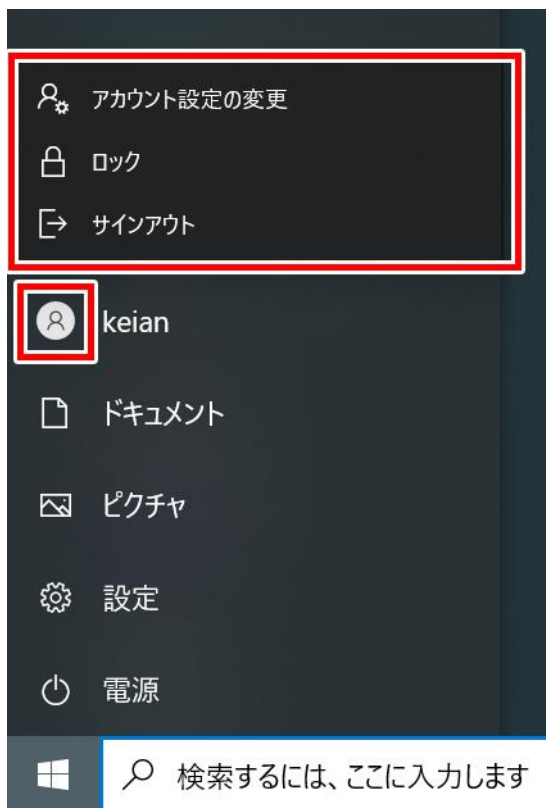 アカウント設定の変更
ロック
サインアウト
keian
ドキュメント
ピクチャ
設定
電源
検索するには、ここに入力します